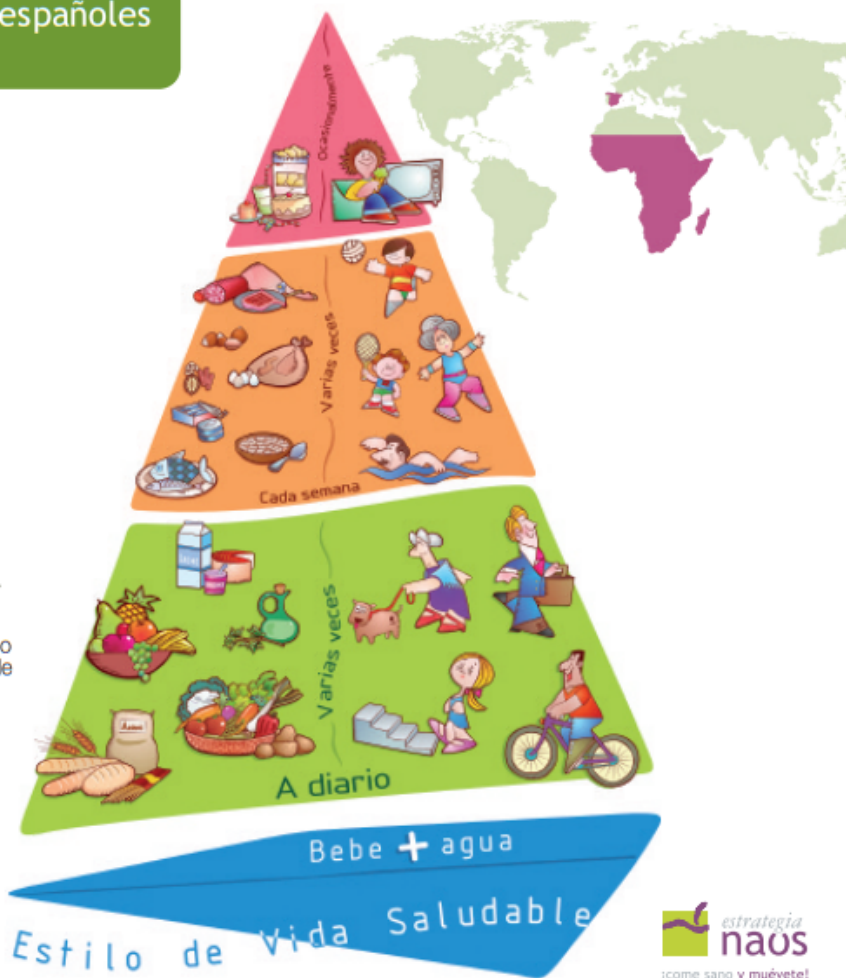 españoles
Ocasionalmente
Varias veces
Cada semana
o
le
Varias veces
A diario
Bebe + agua
Estilo de Vida Saludable
estrategia
naos
¡come sano y muévete!